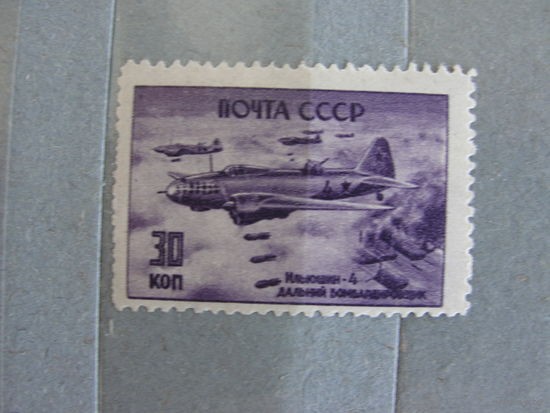 ПОЧТА СССР
30
КОП
ИЛЬЮШИН-4
ДАЛЬНИЙ БОМБАРДИРОВЩИК